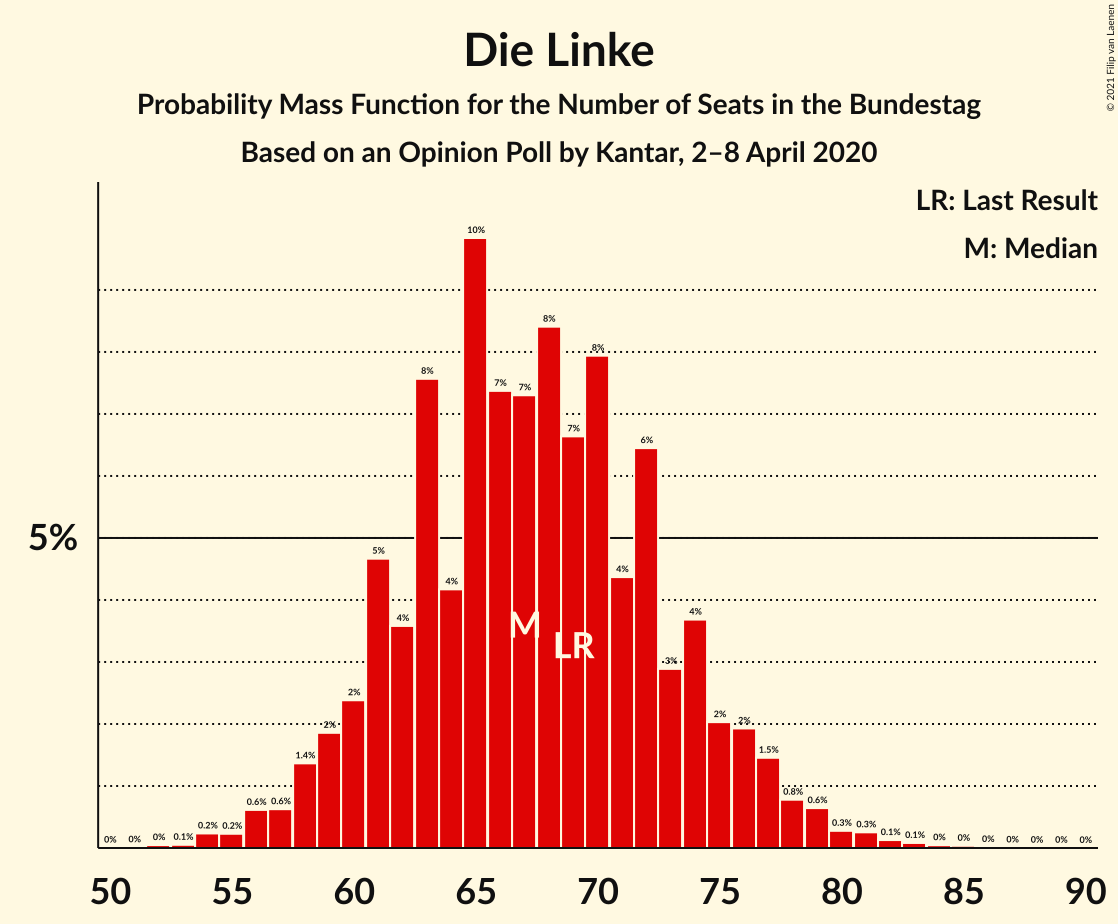 Die Linke
Probability Mass Function for the Number of Seats in the Bundestag
Based on an Opinion Poll by Kantar, 2–8 April 2020
© 2021 Filip van Laenen
LR: Last Result
M: Median
5%
0% 0% 0% 0.1% 0.2% 0.2% 0.6% 0.6% 1.4% 2% 2% 5% 4% 8% 4% 10% 7% 7% 8% 7% 8% 4% 6% 3% 4% 2% 2% 1.5% 0.8% 0.6% 0.3% 0.3% 0.1% 0.1% 0% 0% 0% 0% 0% 0% 0%
M
LR
50 55 60 65 70 75 80 85 90